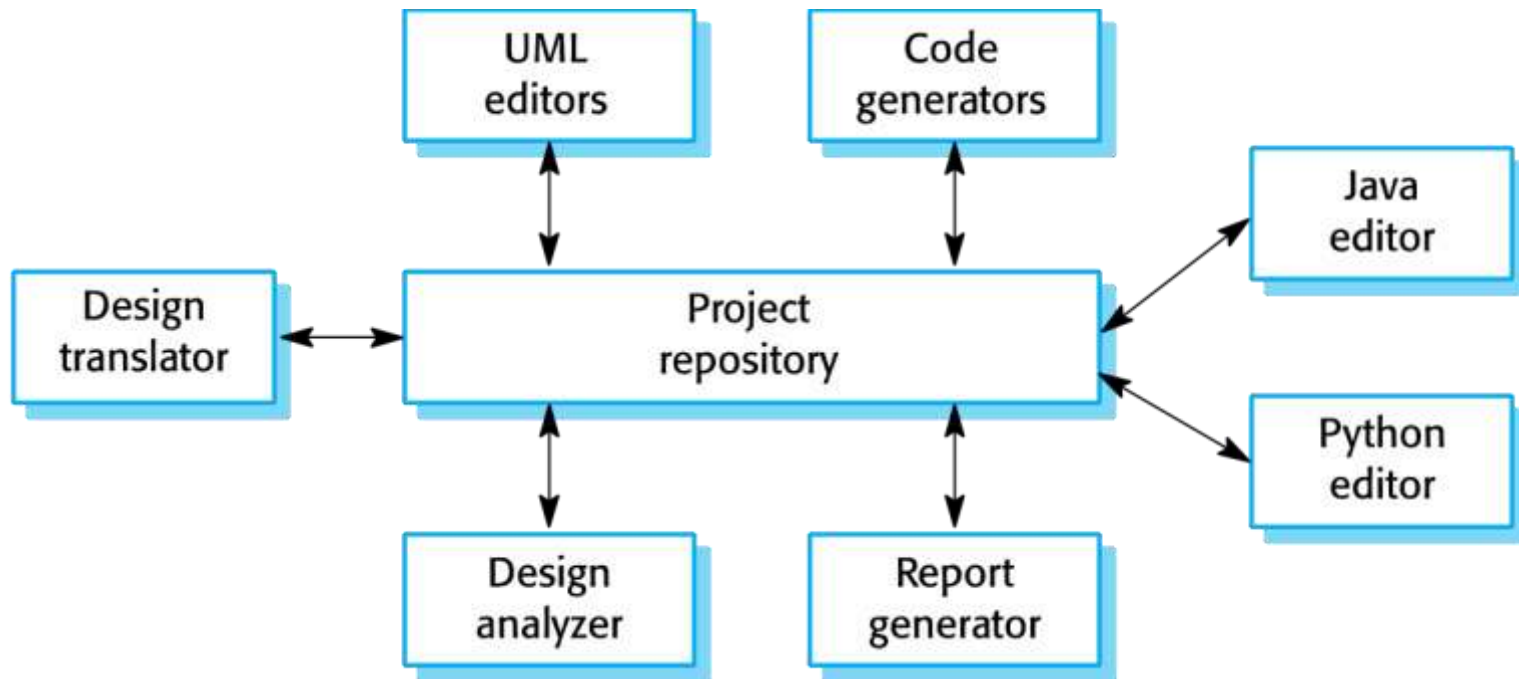 UML
editors
Code
generators
Java
editor
Design
translator
Project
repository
Python
editor
Design
analyzer
Report
generator